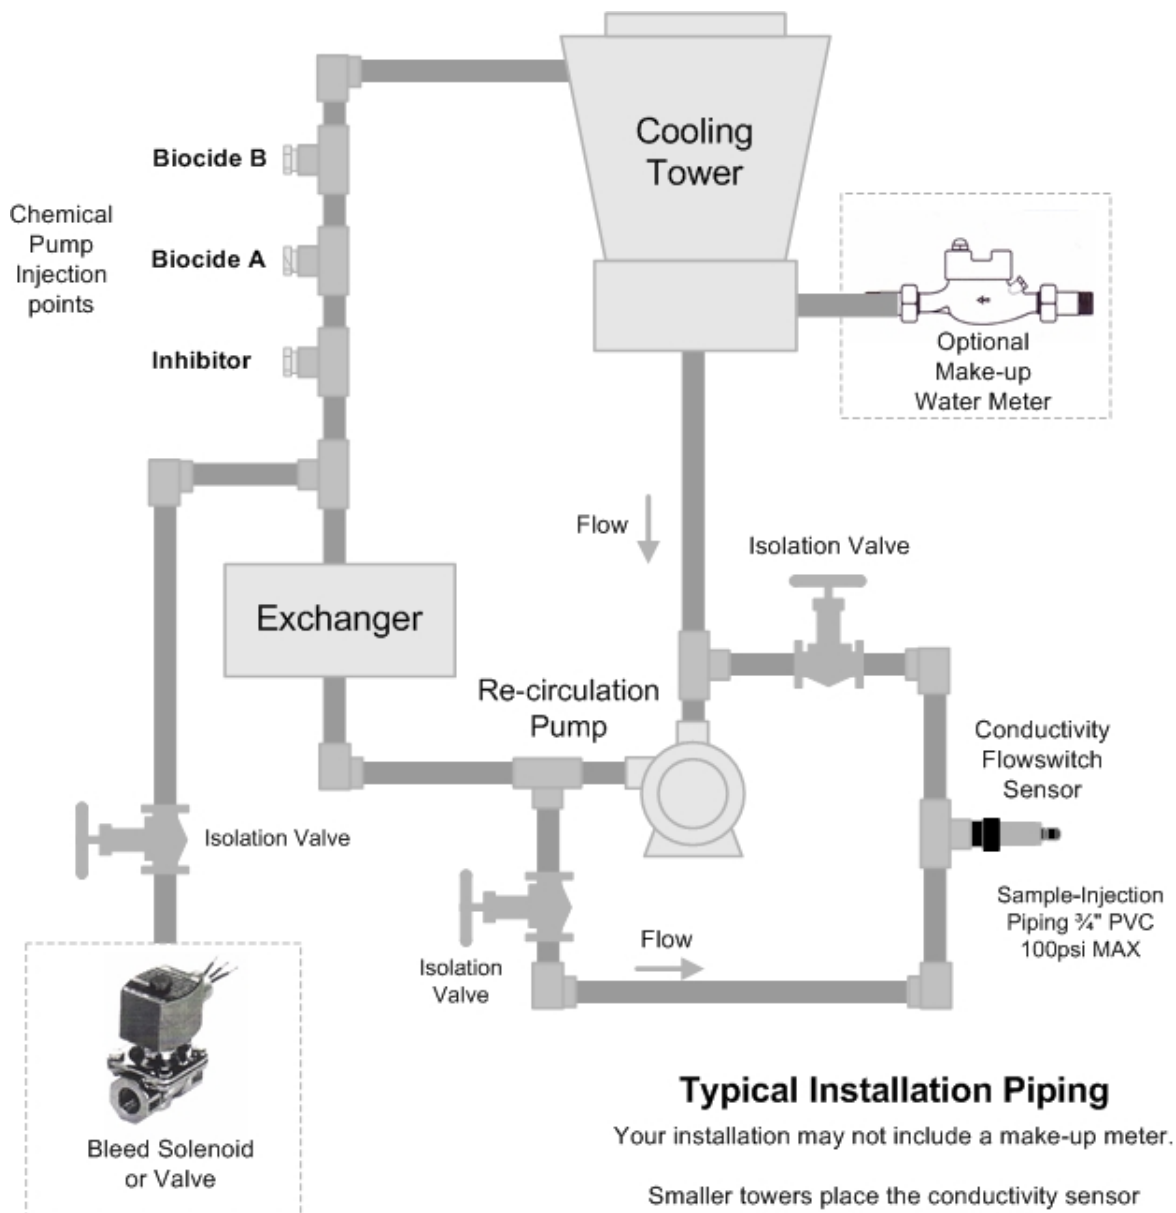 Cooling
Tower
Biocide B
Chemical
Pump
Injection
points
Biocide A
Inhibitor
Optional
Make-up
Water Meter
Flow
Isolation Valve
Exchanger
Re-circulation
Pump
Conductivity
Flowswitch
Sensor
Isolation Valve
Sample-Injection
Piping ¾" PVC
100psi MAX
Flow
Isolation
Valve
Bleed Solenoid
or Valve
Typical Installation Piping
Your installation may not include a make-up meter.
Smaller towers place the conductivity sensor